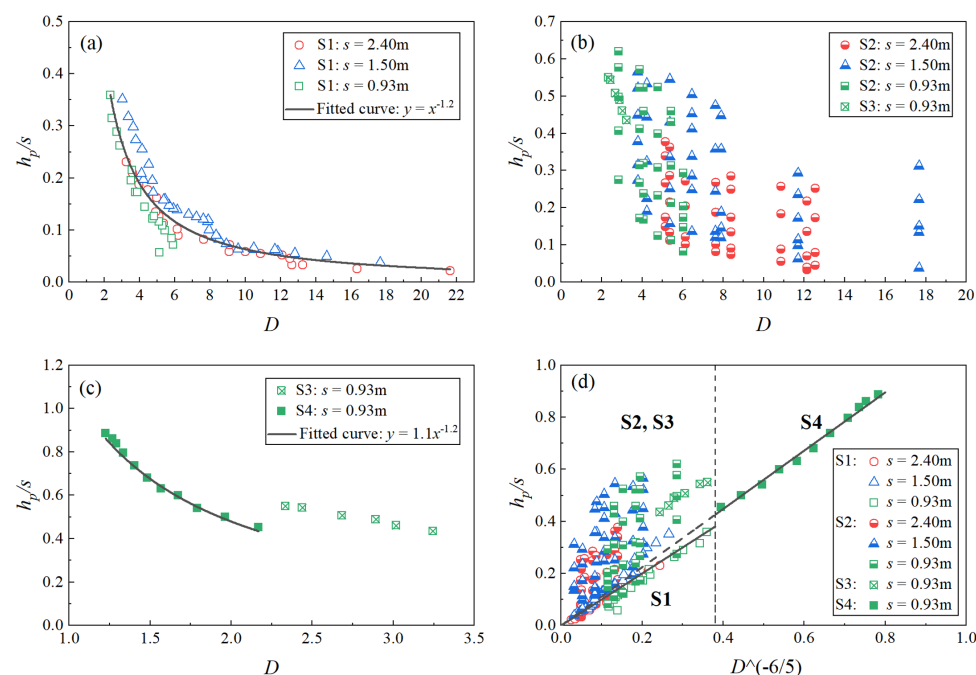 (a)
S1: s = 2.40m
S1: s = 1.50m
S1: s = 0.93m
Fitted curve: y = x^-1.2
h_p/s
0.5
0.4
0.3
0.2
0.1
0.0
0 2 4 6 8 10 12 14 16 18 20 22
D
(b)
S2: s = 2.40m
S2: s = 1.50m
S2: s = 0.93m
S3: s = 0.93m
h_p/s
0.7
0.6
0.5
0.4
0.3
0.2
0.1
0.0
0 2 4 6 8 10 12 14 16 18 20
D
(c)
S3: s = 0.93m
S4: s = 0.93m
Fitted curve: y = 1.1x^-1.2
h_p/s
1.2
1.0
0.8
0.6
0.4
0.2
0.0
1.0 1.5 2.0 2.5 3.0 3.5
D
(d)
S2, S3
S4
S1
S1: s = 2.40m
s = 1.50m
s = 0.93m
S2: s = 2.40m
s = 1.50m
s = 0.93m
S3: s = 0.93m
S4: s = 0.93m
h_p/s
1.0
0.8
0.6
0.4
0.2
0.0
0.0 0.2 0.4 0.6 0.8 1.0
D^(-6/5)